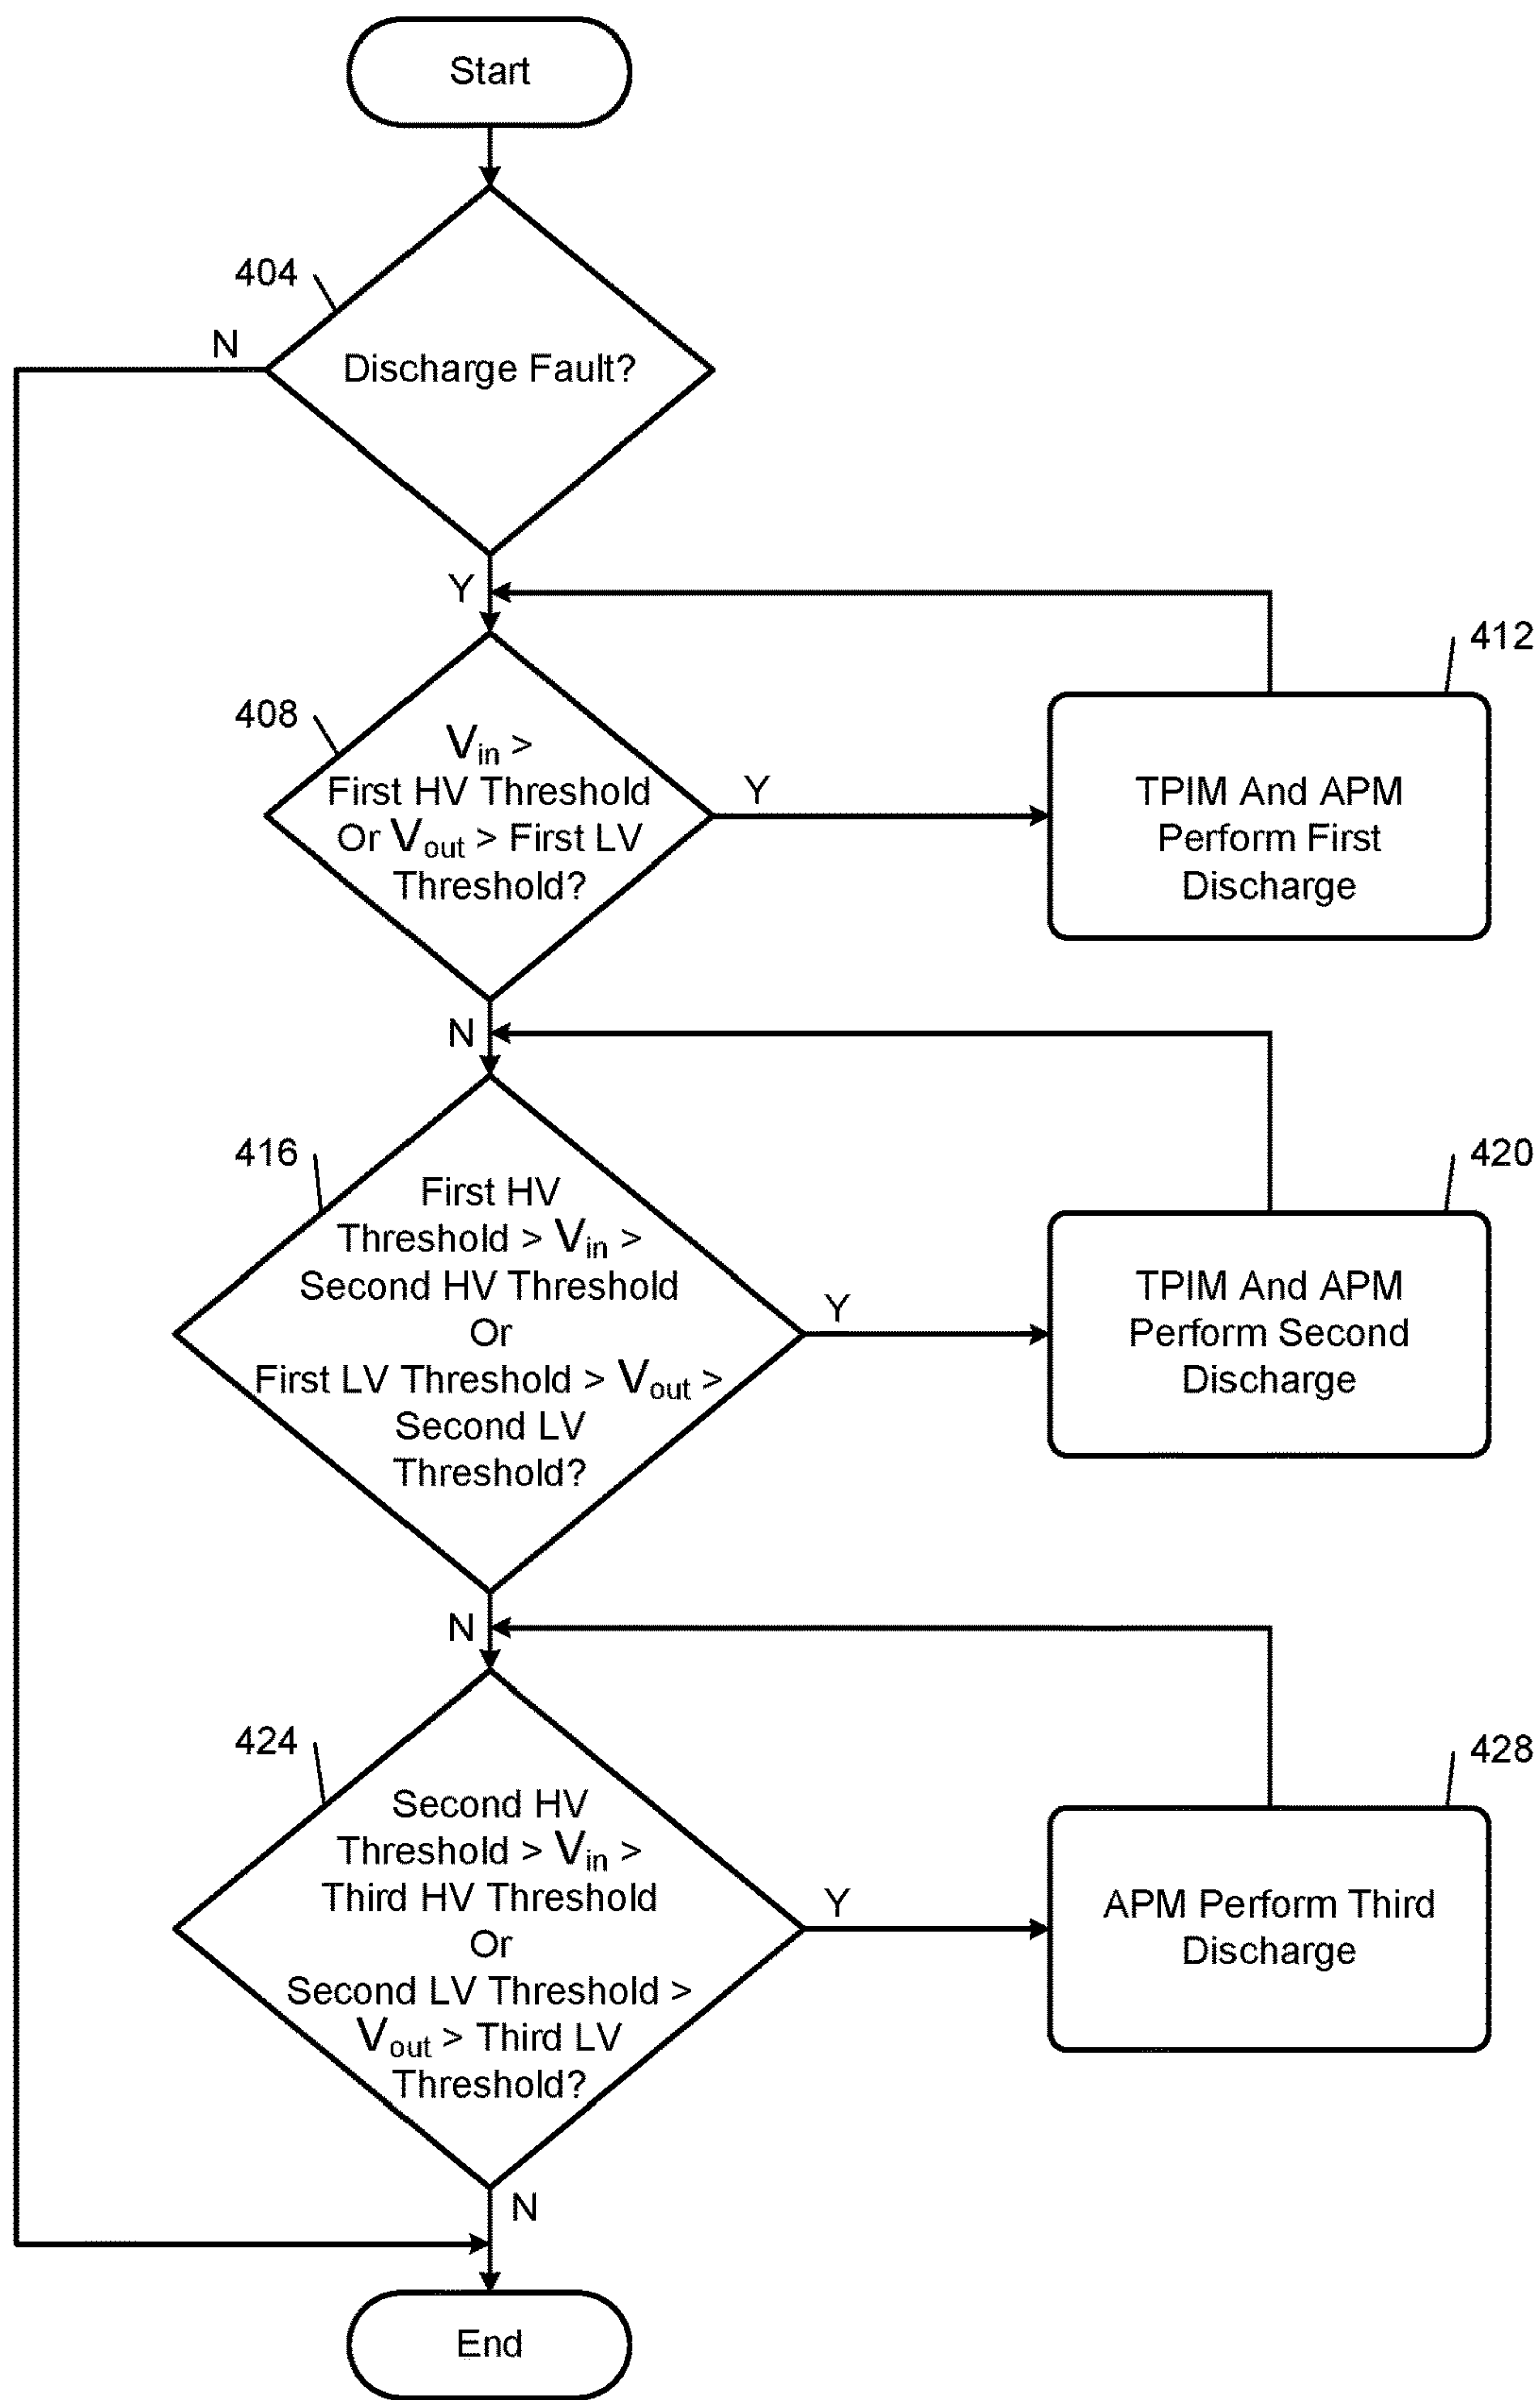 Start
404
N
Discharge Fault?
Y
412
408
Vin >
First HV Threshold
Or Vout > First LV
Threshold?
Y
TPIM And APM
Perform First
Discharge
N
416
420
First HV
Threshold > Vin >
Second HV Threshold
Or
First LV Threshold > Vout >
Second LV
Threshold?
Y
TPIM And APM
Perform Second
Discharge
N
424
428
Second HV
Threshold > Vin >
Third HV Threshold
Or
Second LV Threshold >
Vout > Third LV
Threshold?
Y
APM Perform Third
Discharge
N
End